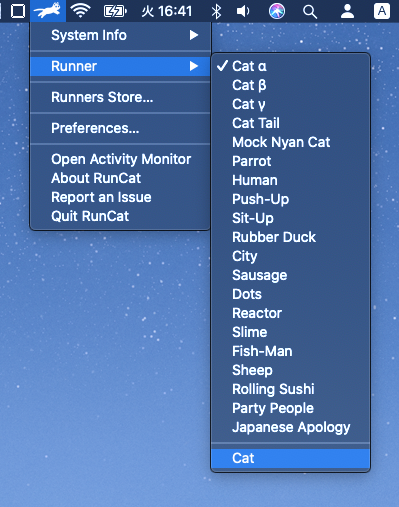 火 16:41 A
System Info
Runner
Runners Store...
Preferences...
Open Activity Monitor
About RunCat
Report an Issue
Quit RunCat
Cat α
Cat β
Cat γ
Cat Tail
Mock Nyan Cat
Parrot
Human
Push-Up
Sit-Up
Rubber Duck
City
Sausage
Dots
Reactor
Slime
Fish-Man
Sheep
Rolling Sushi
Party People
Japanese Apology
Cat